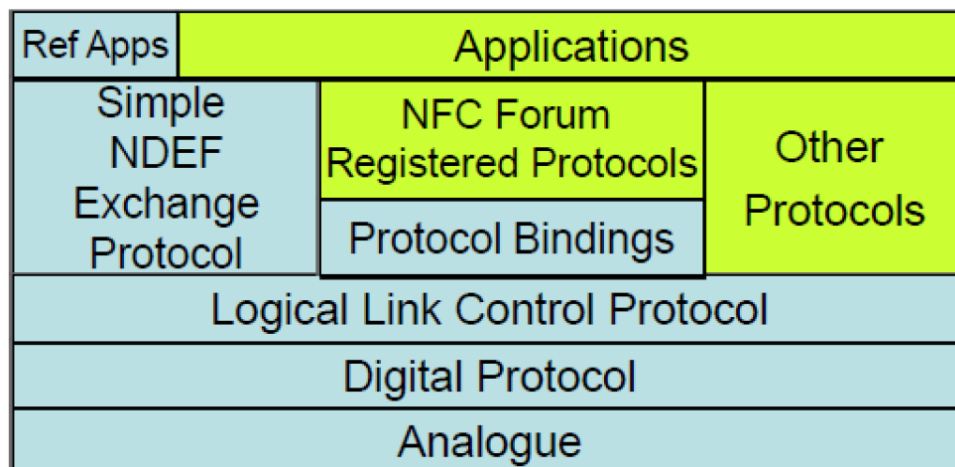 Ref Apps
Applications
Simple
NDEF
Exchange
Protocol
NFC Forum
Registered Protocols
Protocol Bindings
Other
Protocols
Logical Link Control Protocol
Digital Protocol
Analogue